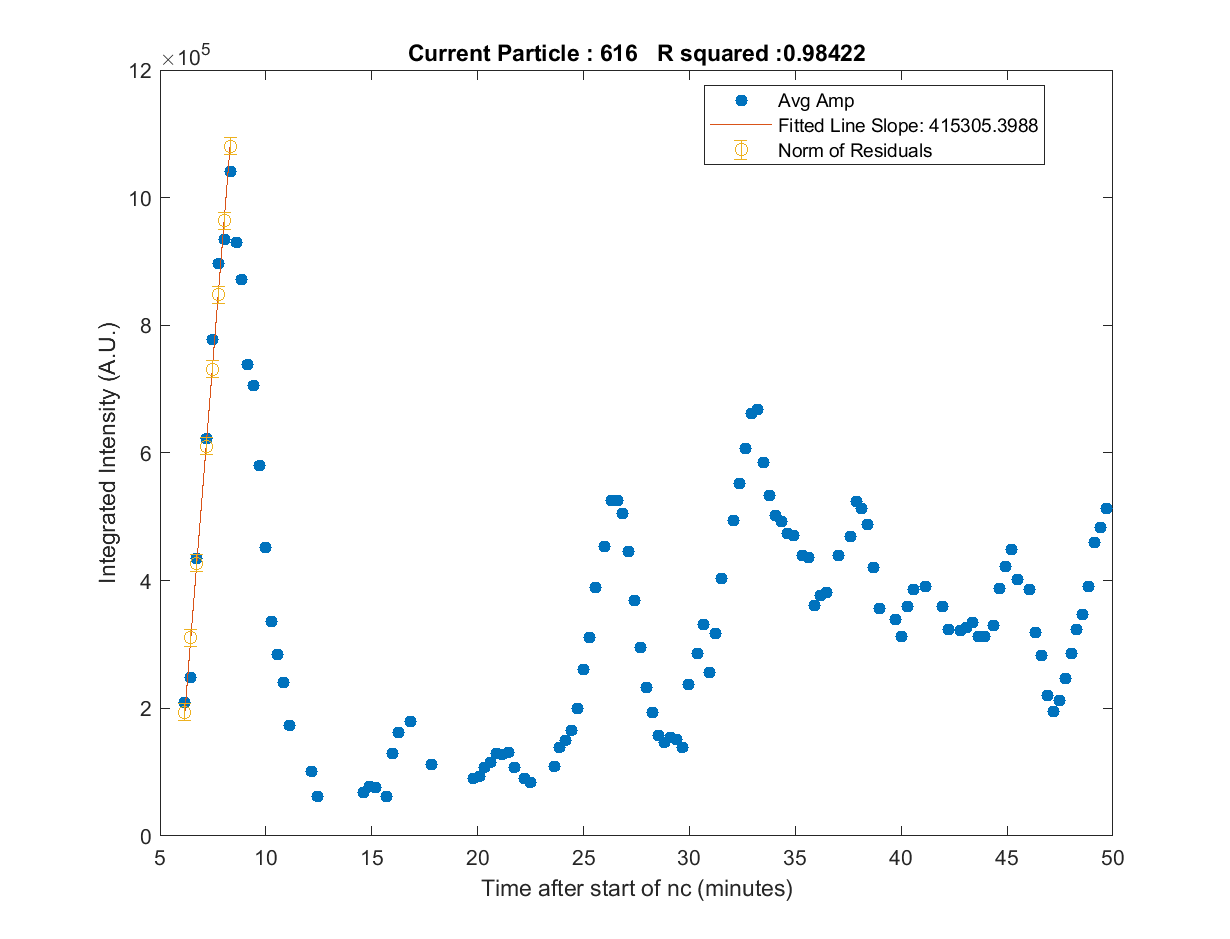 Current Particle : 616 R squared :0.98422
×10^5
12
10
8
6
4
2
0
Integrated Intensity (A.U.)
Avg Amp
Fitted Line Slope: 415305.3988
Norm of Residuals
5 10 15 20 25 30 35 40 45 50
Time after start of nc (minutes)